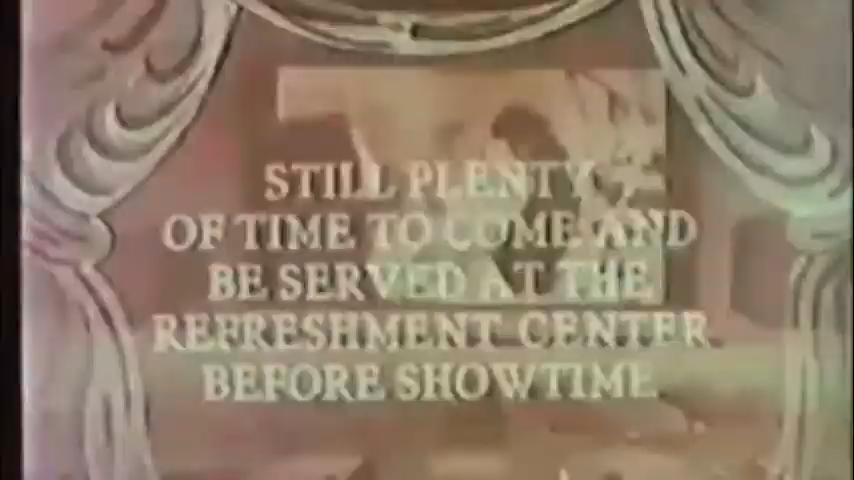 STILL PLENTY
OF TIME TO COME AND
BE SERVED AT THE
REFRESHMENT CENTER
BEFORE SHOWTIME